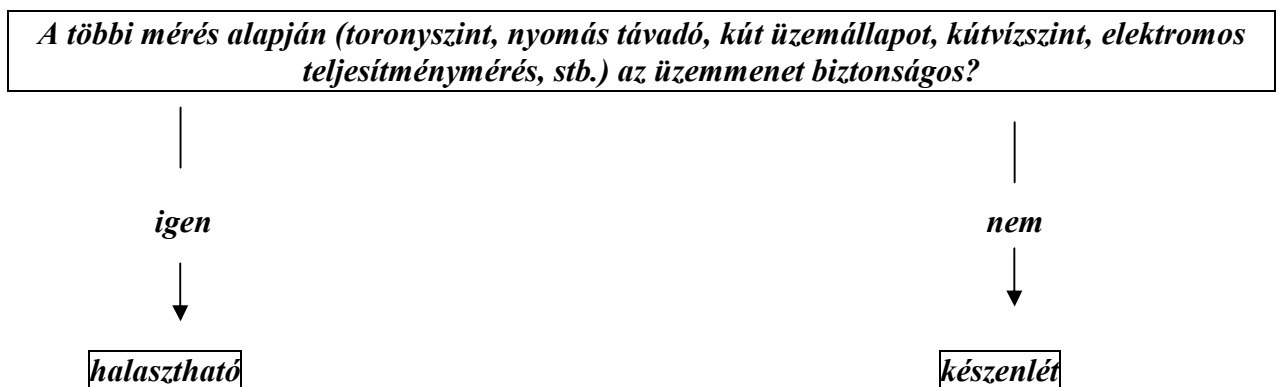 A többi mérés alapján (toronyszint, nyomás távadó, kút üzemállapot, kútvízszint, elektromos
teljesítménymérés, stb.) az üzemmenet biztonságos?
igen
nem
halasztható
készenlét